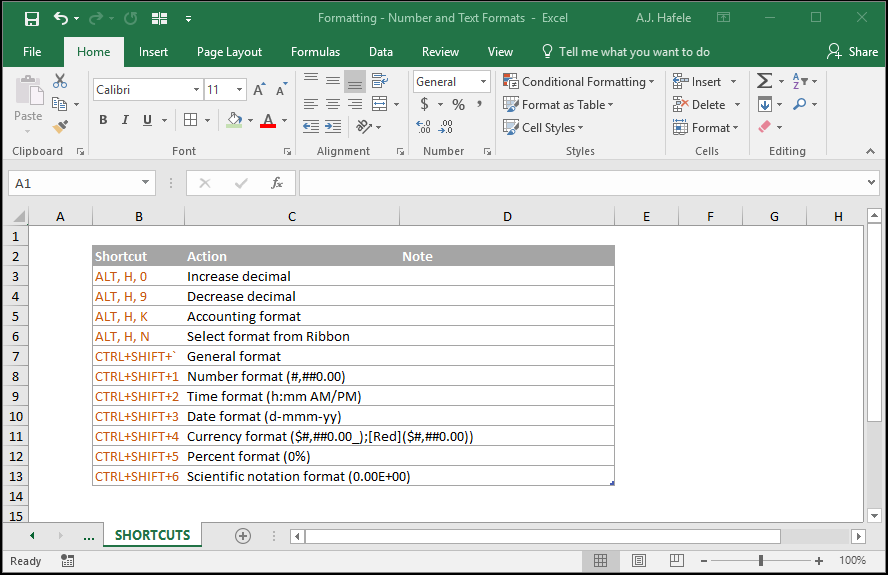 Formatting - Number and Text Formats - Excel
A.J. Hafele
File Home Insert Page Layout Formulas Data Review View Tell me what you want to do Share
Paste
Calibri 11
B I U
A A
A
General
$ % ,
←.0 .00
.00 →.0
Conditional Formatting
Format as Table
Cell Styles
Insert
Delete
Format
Σ
A Z
Clipboard Font Alignment Number Styles Cells Editing
A1 fx
A B C D E F G H
1
2 Shortcut Action Note
3 ALT, H, 0 Increase decimal
4 ALT, H, 9 Decrease decimal
5 ALT, H, K Accounting format
6 ALT, H, N Select format from Ribbon
7 CTRL+SHIFT+` General format
8 CTRL+SHIFT+1 Number format (#,##0.00)
9 CTRL+SHIFT+2 Time format (h:mm AM/PM)
10 CTRL+SHIFT+3 Date format (d-mmm-yy)
11 CTRL+SHIFT+4 Currency format ($#,##0.00_);[Red]($#,##0.00))
12 CTRL+SHIFT+5 Percent format (0%)
13 CTRL+SHIFT+6 Scientific notation format (0.00E+00)
14
15
... SHORTCUTS
Ready 100%